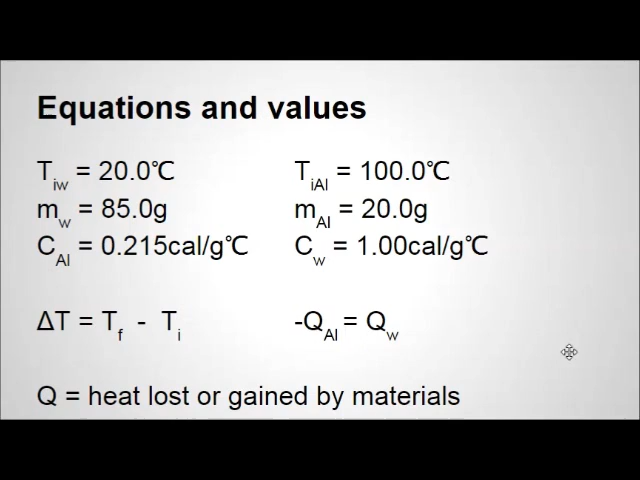 Equations and values
T_iw = 20.0℃ T_iAl = 100.0℃
m_w = 85.0g m_Al = 20.0g
C_Al = 0.215cal/g℃ C_w = 1.00cal/g℃
ΔT = T_f - T_i -Q_Al = Q_w
Q = heat lost or gained by materials